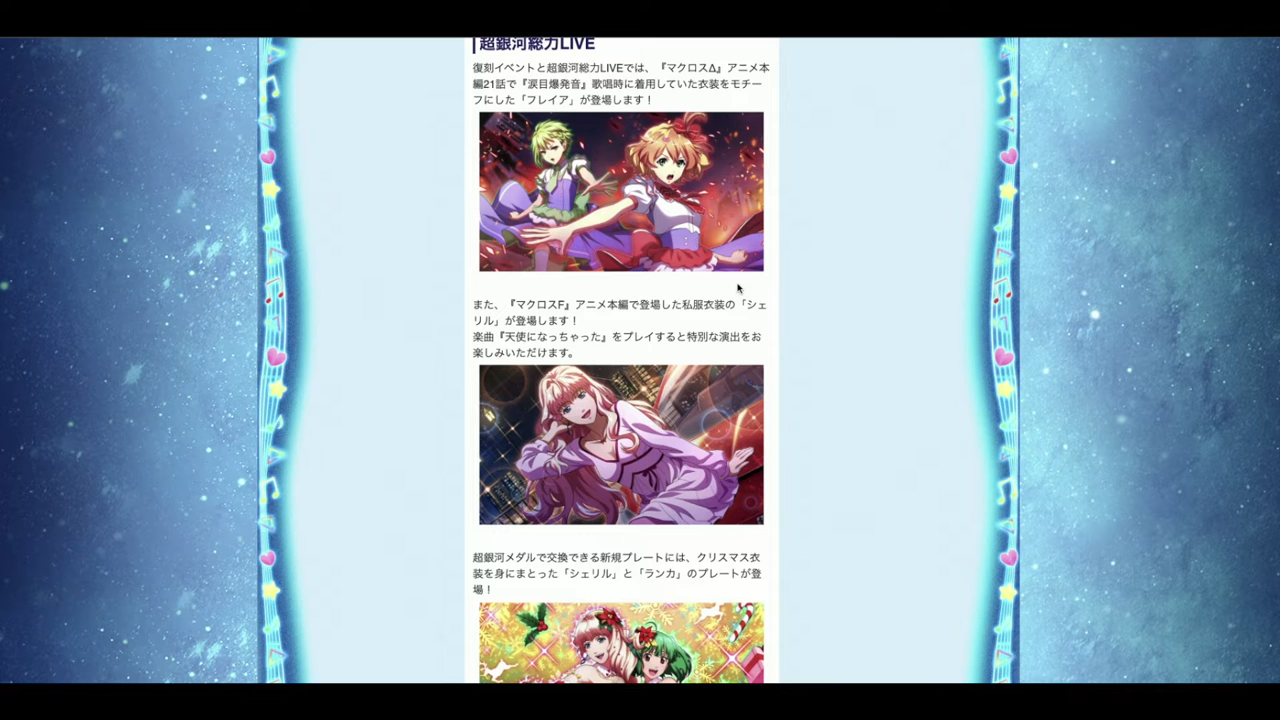 超銀河総力LIVE
復刻イベントと超銀河総力LIVEでは、『マクロスΔ』アニメ本
編21話で『涙目爆発音』歌唱時に着用していた衣装をモチー
フにした「フレイア」が登場します！
また、『マクロスF』アニメ本編で登場した私服衣装の「シェ
リル」が登場します！
楽曲『天使になっちゃった』をプレイすると特別な演出をお
楽しみいただけます。
超銀河メダルで交換できる新規プレートには、クリスマス衣
装を身にまとった「シェリル」と「ランカ」のプレートが登
場！